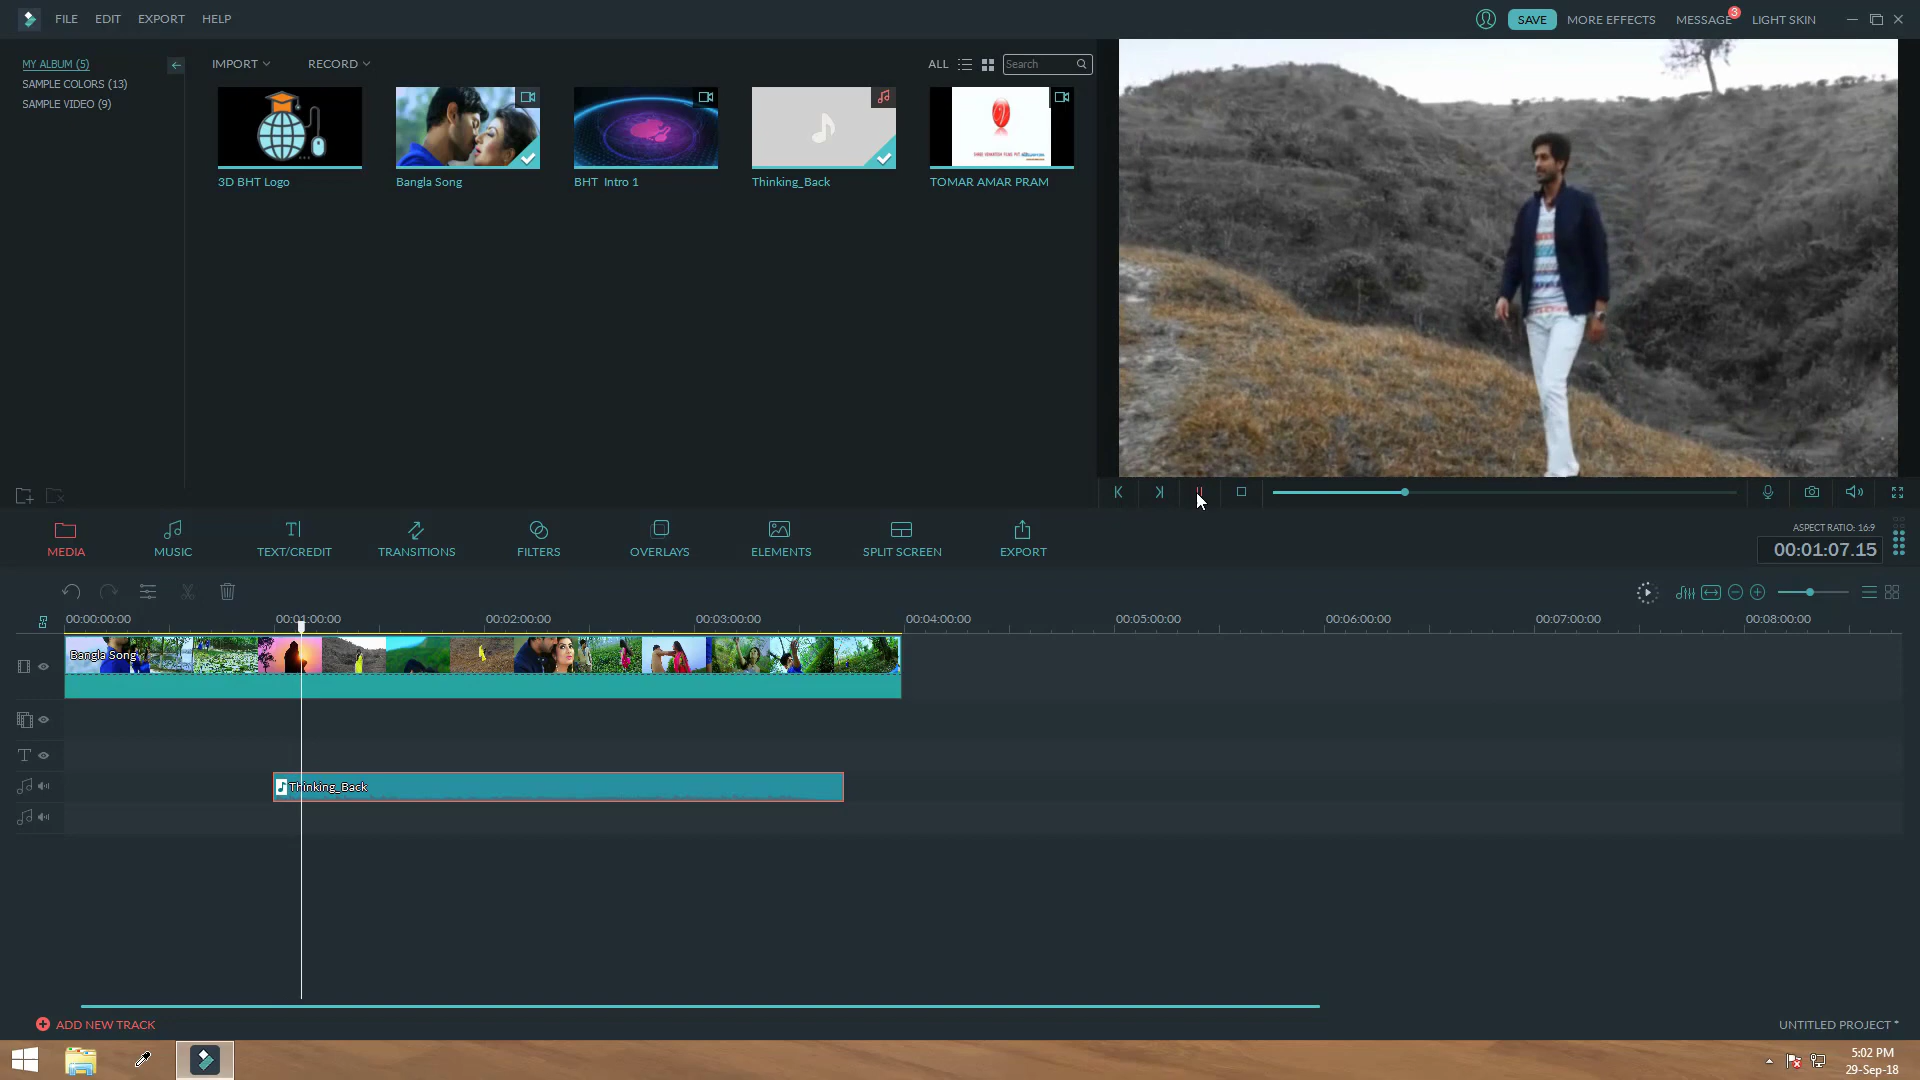 FILE EDIT EXPORT HELP
SAVE MORE EFFECTS MESSAGE 3 LIGHT SKIN
MY ALBUM (5)
SAMPLE COLORS (13)
SAMPLE VIDEO (9)
IMPORT RECORD ALL Search
3D BHT Logo Bangla Song BHT Intro 1 Thinking_Back TOMAR AMAR PRAM
MEDIA MUSIC TEXT/CREDIT TRANSITIONS FILTERS OVERLAYS ELEMENTS SPLIT SCREEN EXPORT
ASPECT RATIO: 16:9
00:01:07.15
00:00:00:00 00:01:00:00 00:02:00:00 00:03:00:00 00:04:00:00 00:05:00:00 00:06:00:00 00:07:00:00 00:08:00:00
Bangla Song
Thinking_Back
ADD NEW TRACK UNTITLED PROJECT *
5:02 PM
29-Sep-18